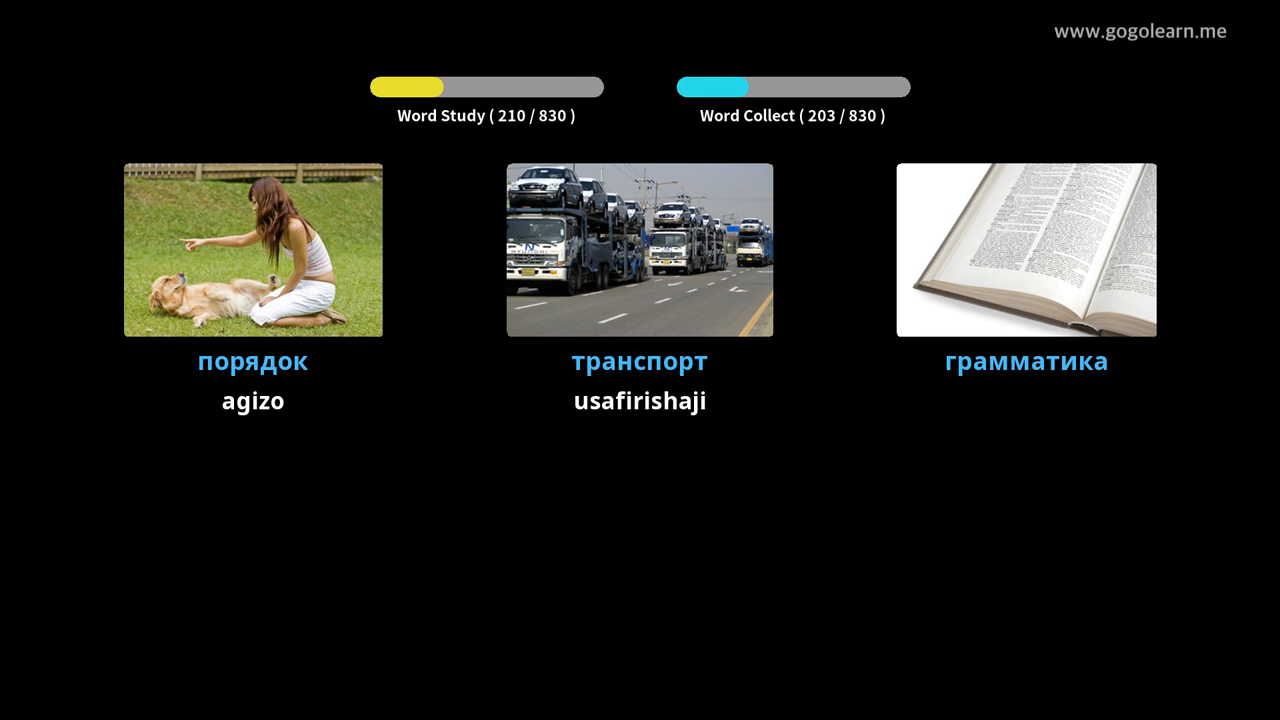 www.gogolearn.me
Word Study ( 210 / 830 )
Word Collect ( 203 / 830 )
порядок
транспорт
грамматика
agizo
usafirishaji